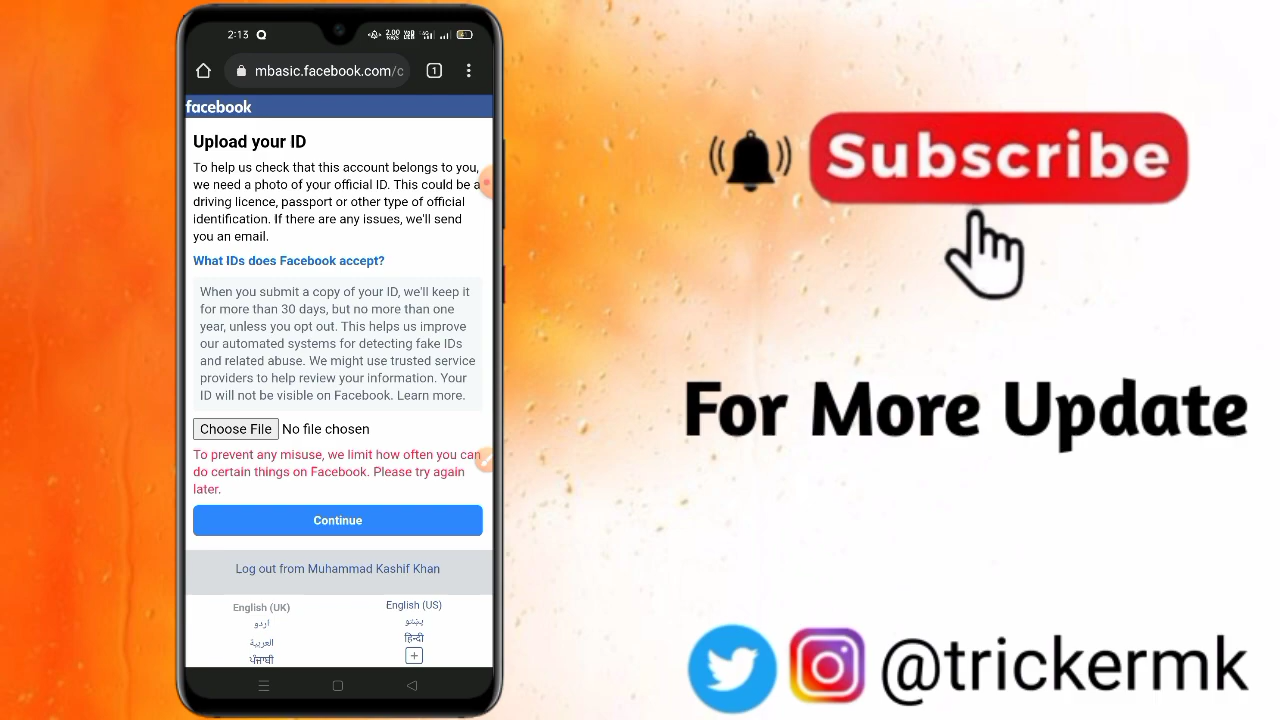 2:13
2.00
mbasic.facebook.com/c
1
facebook
Upload your ID
To help us check that this account belongs to you,
we need a photo of your official ID. This could be a
driving licence, passport or other type of official
identification. If there are any issues, we'll send
you an email.
What IDs does Facebook accept?
When you submit a copy of your ID, we'll keep it
for more than 30 days, but no more than one
year, unless you opt out. This helps us improve
our automated systems for detecting fake IDs
and related abuse. We might use trusted service
providers to help review your information. Your
ID will not be visible on Facebook. Learn more.
Choose File No file chosen
To prevent any misuse, we limit how often you can
do certain things on Facebook. Please try again
later.
Continue
Log out from Muhammad Kashif Khan
English (UK)
English (US)
اردو
پښتو
العربية
हिन्दी
ਪੰਜਾਬੀ
Subscribe
For More Update
@trickermk